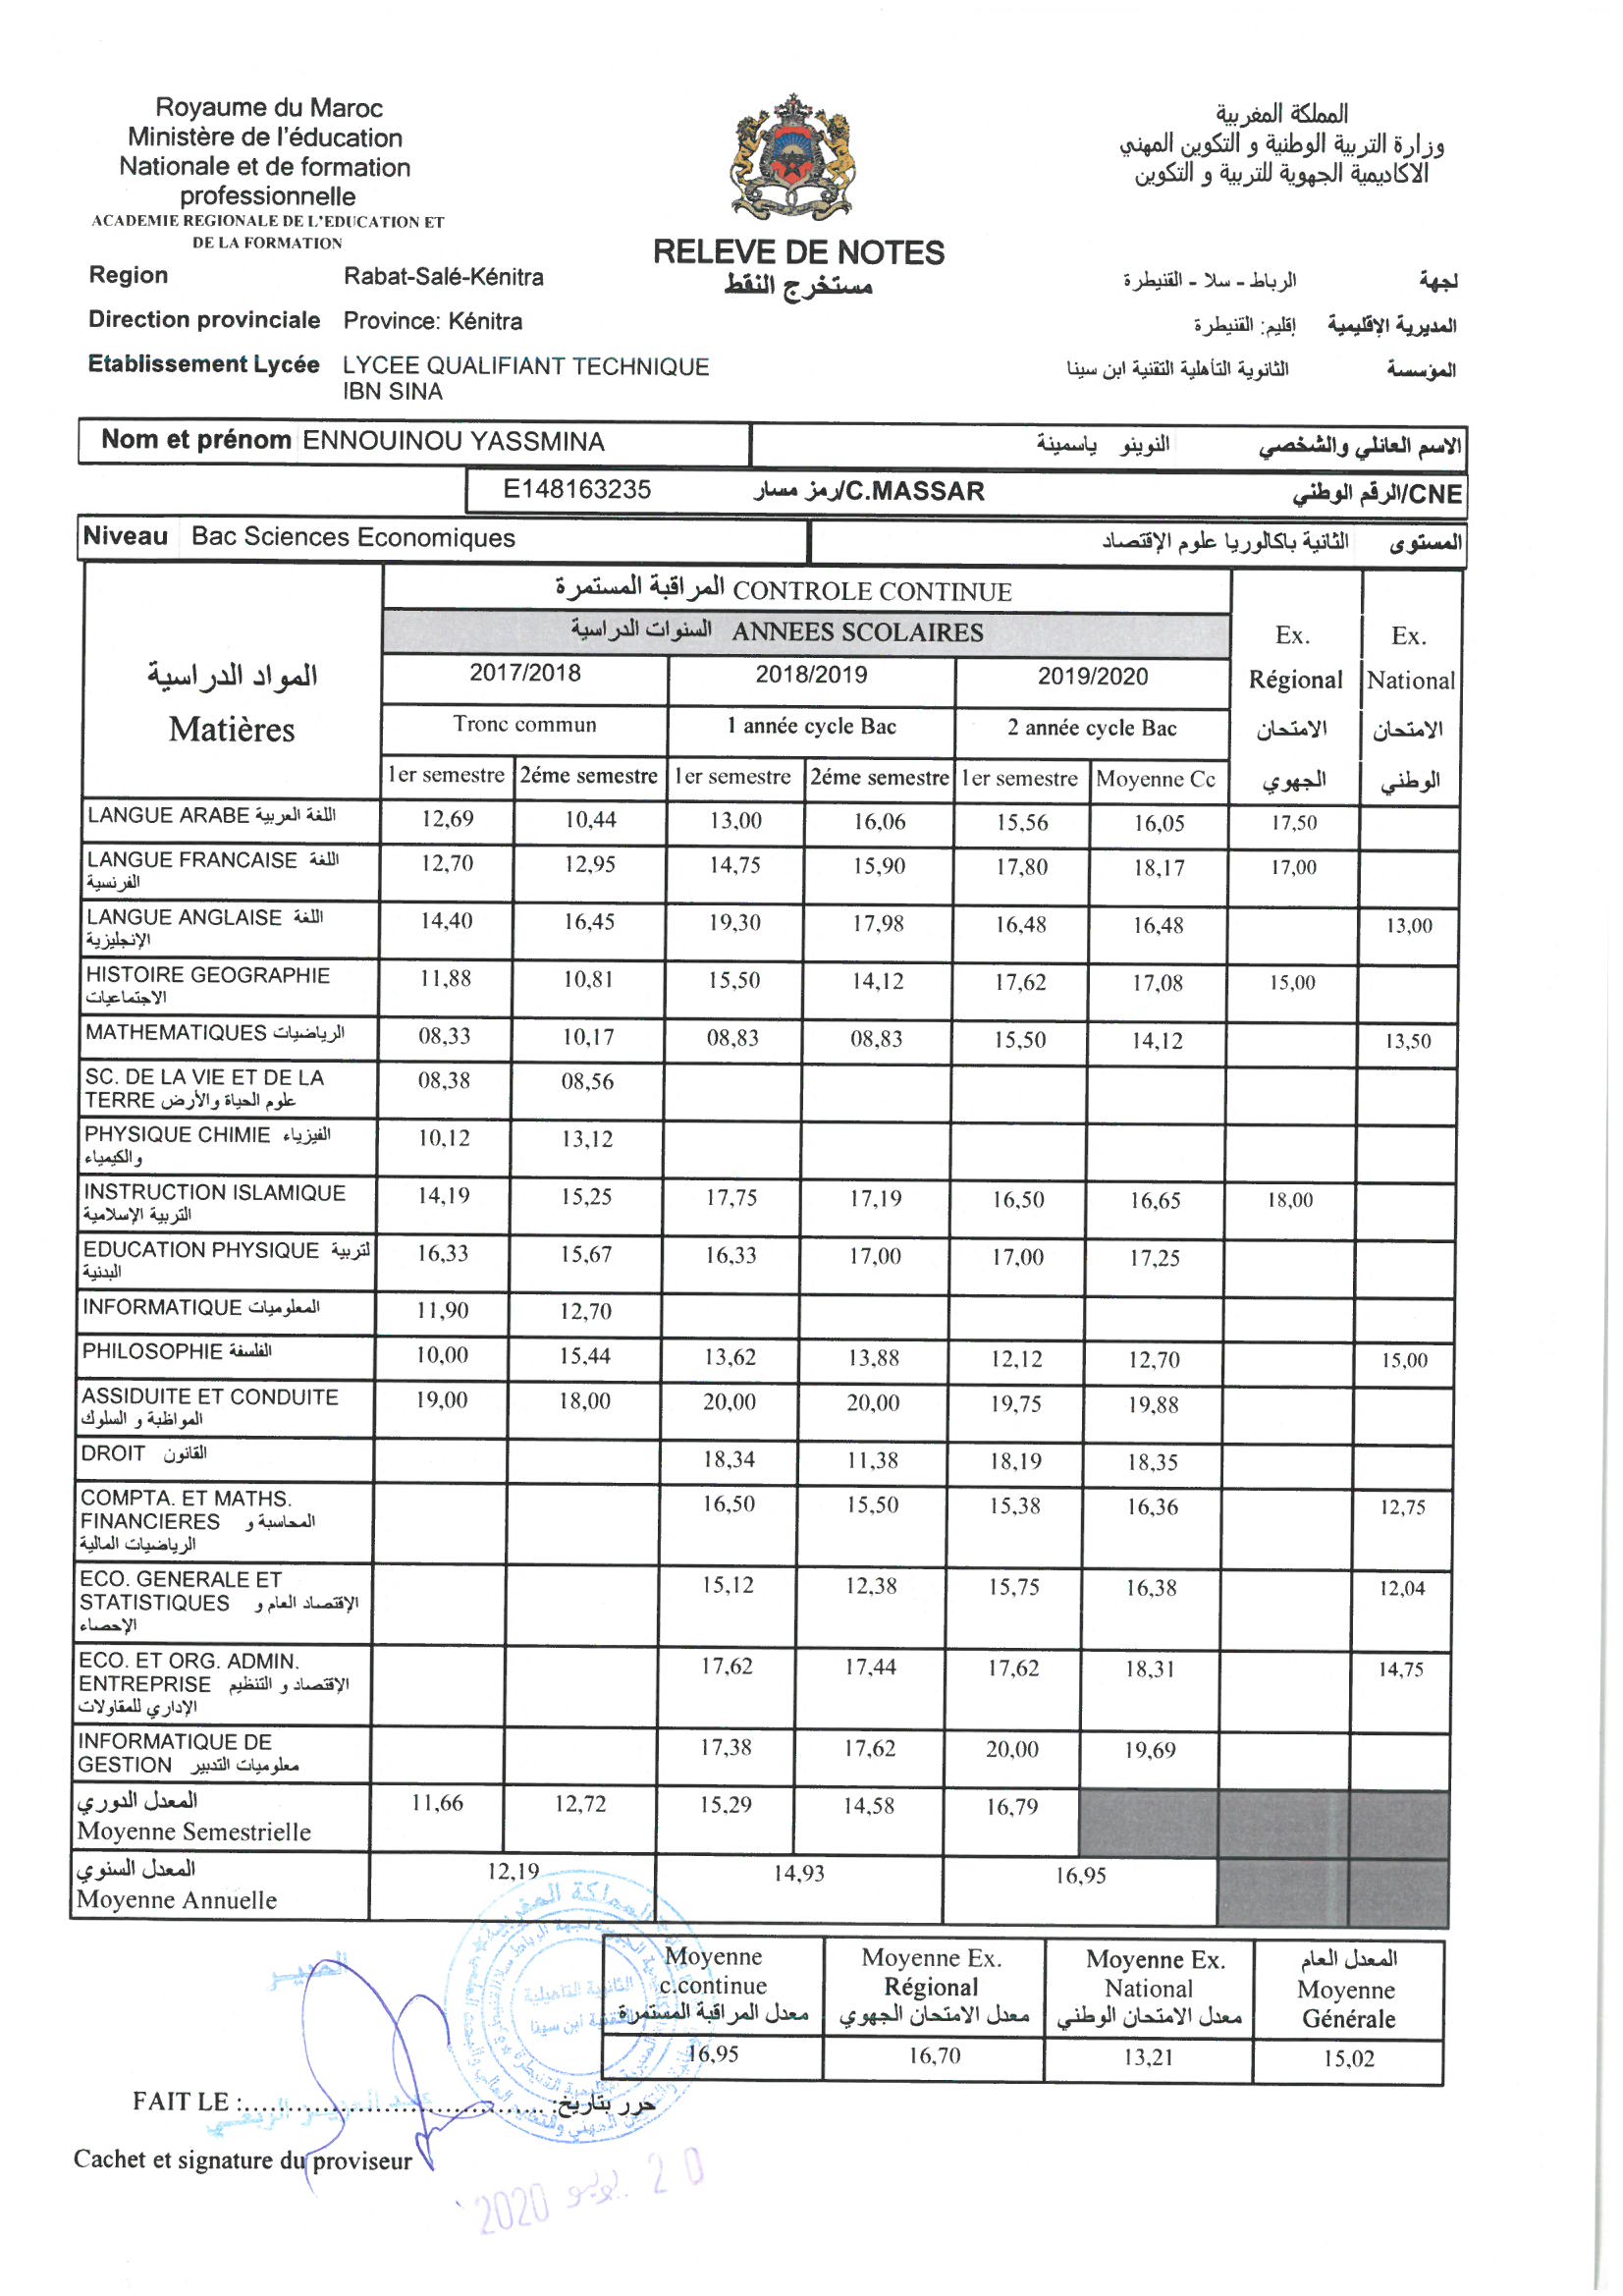 Royaume du Maroc
Ministère de l'éducation
Nationale et de formation
professionnelle
ACADEMIE REGIONALE DE L'EDUCATION ET
DE LA FORMATION
المملكة المغربية
وزارة التربية الوطنية و التكوين المهني
الاكاديمية الجهوية للتربية و التكوين
RELEVE DE NOTES
مستخرج النقط
Region Rabat-Salé-Kénitra الرباط - سلا - القنيطرة لجهة
Direction provinciale Province: Kénitra إقليم: القنيطرة المديرية الإقليمية
Etablissement Lycée LYCEE QUALIFIANT TECHNIQUE الثانوية التأهلية التقنية ابن سينا المؤسسة
IBN SINA
Nom et prénom ENNOUINOU YASSMINA النوينو ياسمينة الاسم العائلي والشخصي
E148163235 رمز مسار/C.MASSAR الرقم الوطني/CNE
Niveau Bac Sciences Economiques الثانية باكالوريا علوم الإقتصاد المستوى
المواد الدراسية
Matières
المراقبة المستمرة CONTROLE CONTINUE
السنوات الدراسية ANNEES SCOLAIRES
2017/2018 2018/2019 2019/2020
Tronc commun 1 année cycle Bac 2 année cycle Bac
1er semestre 2éme semestre 1er semestre 2éme semestre 1er semestre Moyenne Cc
Ex.
Régional
الامتحان
الجهوي
Ex.
National
الامتحان
الوطني
LANGUE ARABE اللغة العربية 12,69 10,44 13,00 16,06 15,56 16,05 17,50
LANGUE FRANCAISE اللغة 12,70 12,95 14,75 15,90 17,80 18,17 17,00
الفرنسية
LANGUE ANGLAISE اللغة 14,40 16,45 19,30 17,98 16,48 16,48 13,00
الإنجليزية
HISTOIRE GEOGRAPHIE 11,88 10,81 15,50 14,12 17,62 17,08 15,00
الاجتماعيات
MATHEMATIQUES الرياضيات 08,33 10,17 08,83 08,83 15,50 14,12 13,50
SC. DE LA VIE ET DE LA 08,38 08,56
TERRE علوم الحياة والأرض
PHYSIQUE CHIMIE الفيزياء 10,12 13,12
والكيمياء
INSTRUCTION ISLAMIQUE 14,19 15,25 17,75 17,19 16,50 16,65 18,00
التربية الإسلامية
EDUCATION PHYSIQUE لتربية 16,33 15,67 16,33 17,00 17,00 17,25
البدنية
INFORMATIQUE المعلوميات 11,90 12,70
PHILOSOPHIE الفلسفة 10,00 15,44 13,62 13,88 12,12 12,70 15,00
ASSIDUITE ET CONDUITE 19,00 18,00 20,00 20,00 19,75 19,88
المواظبة و السلوك
DROIT القانون 18,34 11,38 18,19 18,35
COMPTA. ET MATHS. 16,50 15,50 15,38 16,36 12,75
FINANCIERES المحاسبة و
الرياضيات المالية
ECO. GENERALE ET 15,12 12,38 15,75 16,38 12,04
STATISTIQUES الإقتصاد العام و
الإحصاء
ECO. ET ORG. ADMIN. 17,62 17,44 17,62 18,31 14,75
ENTREPRISE الإقتصاد و التنظيم
الإداري للمقاولات
INFORMATIQUE DE 17,38 17,62 20,00 19,69
GESTION معلوميات التدبير
المعدل الدوري 11,66 12,72 15,29 14,58 16,79
Moyenne Semestrielle
المعدل السنوي 12,19 14,93 16,95
Moyenne Annuelle
Moyenne
c.continue
معدل المراقبة المستمرة
16,95
Moyenne Ex.
Régional
معدل الامتحان الجهوي
16,70
Moyenne Ex.
National
معدل الامتحان الوطني
13,21
المعدل العام
Moyenne
Générale
15,02
المدير
المملكة المغربية
الثانوية التأهيلية
التقنية ابن سينا
FAIT LE :........................................ حرر بتاريخ:
Cachet et signature du proviseur
20 يوليو 2020